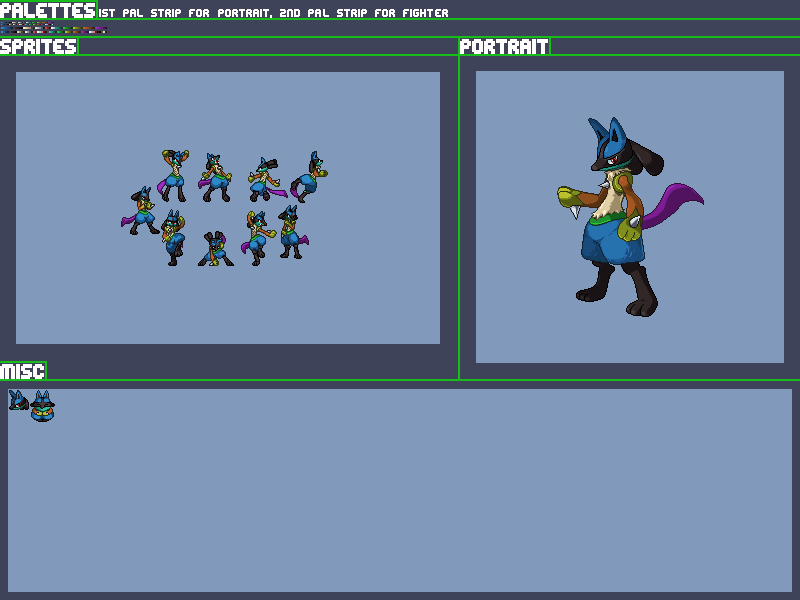 PALETTES 1ST PAL STRIP FOR PORTRAIT, 2ND PAL STRIP FOR FIGHTER
SPRITES
PORTRAIT
MISC